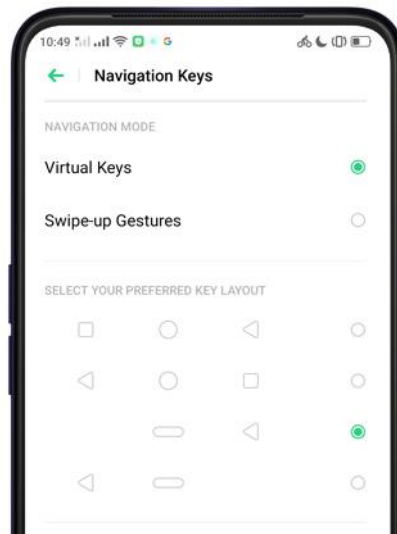 10:49
Navigation Keys
NAVIGATION MODE
Virtual Keys
Swipe-up Gestures
SELECT YOUR PREFERRED KEY LAYOUT